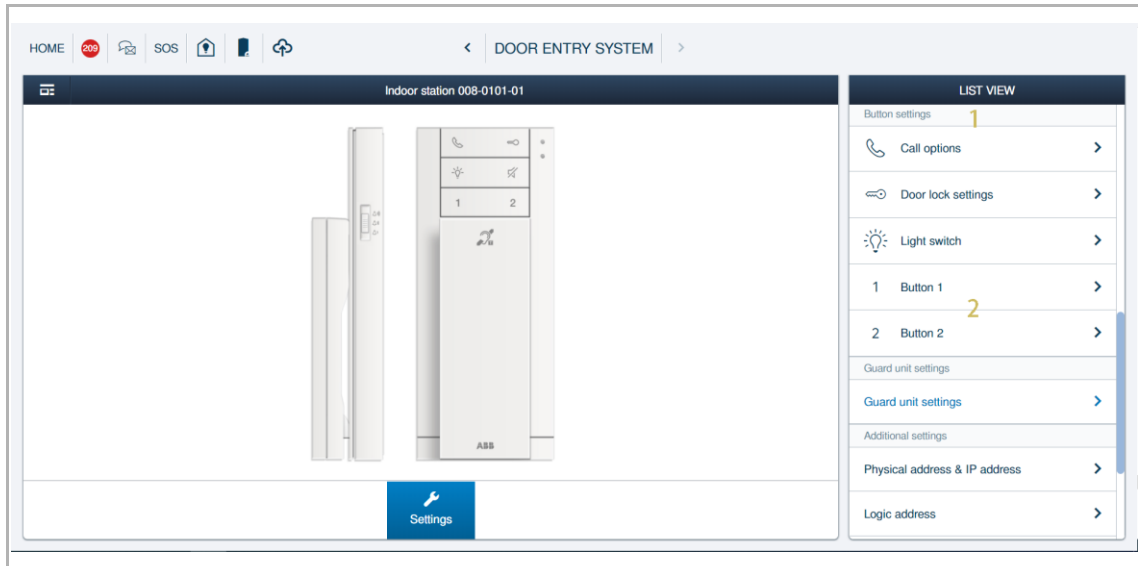 HOME 209 SOS < DOOR ENTRY SYSTEM >
Indoor station 008-0101-01
1 2
ABB
Settings
LIST VIEW
Button settings 1
Call options
Door lock settings
Light switch
1 Button 1
2
2 Button 2
Guard unit settings
Guard unit settings
Additional settings
Physical address & IP address
Logic address